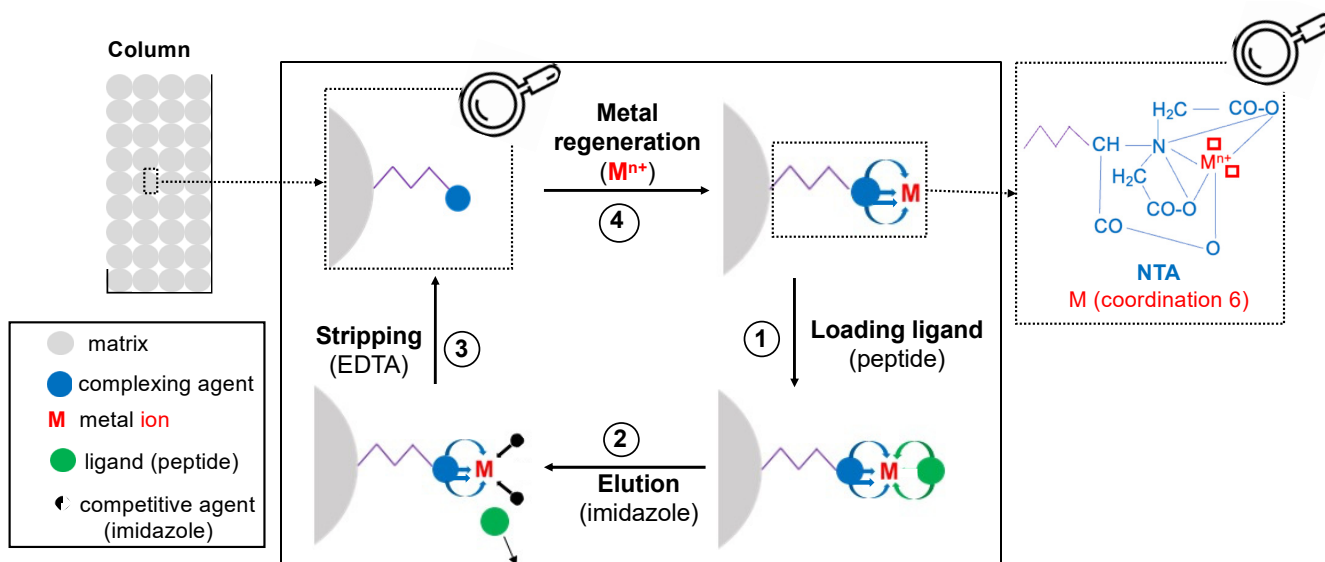 Column
matrix
complexing agent
M metal ion
ligand (peptide)
competitive agent
(imidazole)
Metal
regeneration
(Mⁿ⁺)
4
M
1
Loading ligand
(peptide)
M
2
Elution
(imidazole)
M
Stripping
(EDTA)
3
H₂C
CO-O
CH
N
Mⁿ⁺
H₂C
CO-O
CO
O
NTA
M (coordination 6)